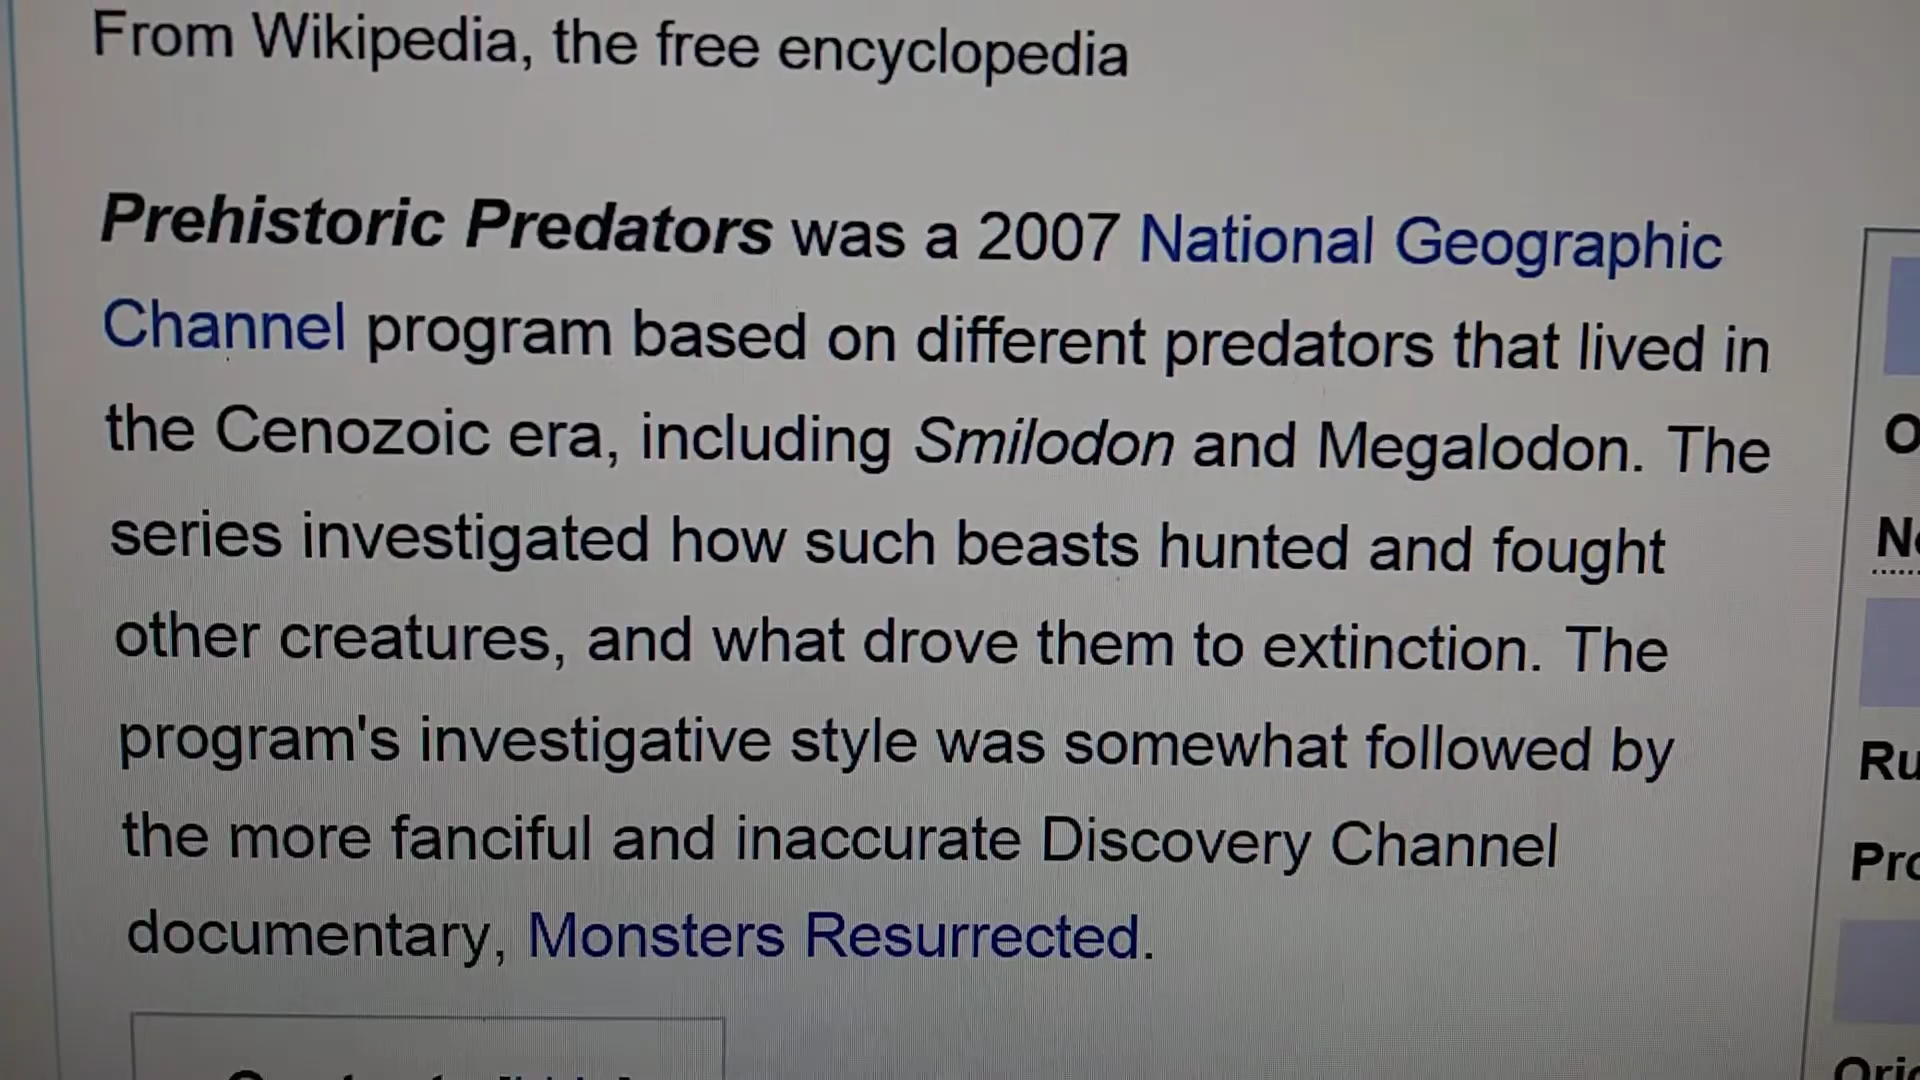 From Wikipedia, the free encyclopedia
Prehistoric Predators was a 2007 National Geographic
Channel program based on different predators that lived in
the Cenozoic era, including Smilodon and Megalodon. The
series investigated how such beasts hunted and fought
other creatures, and what drove them to extinction. The
program's investigative style was somewhat followed by
the more fanciful and inaccurate Discovery Channel
documentary, Monsters Resurrected.